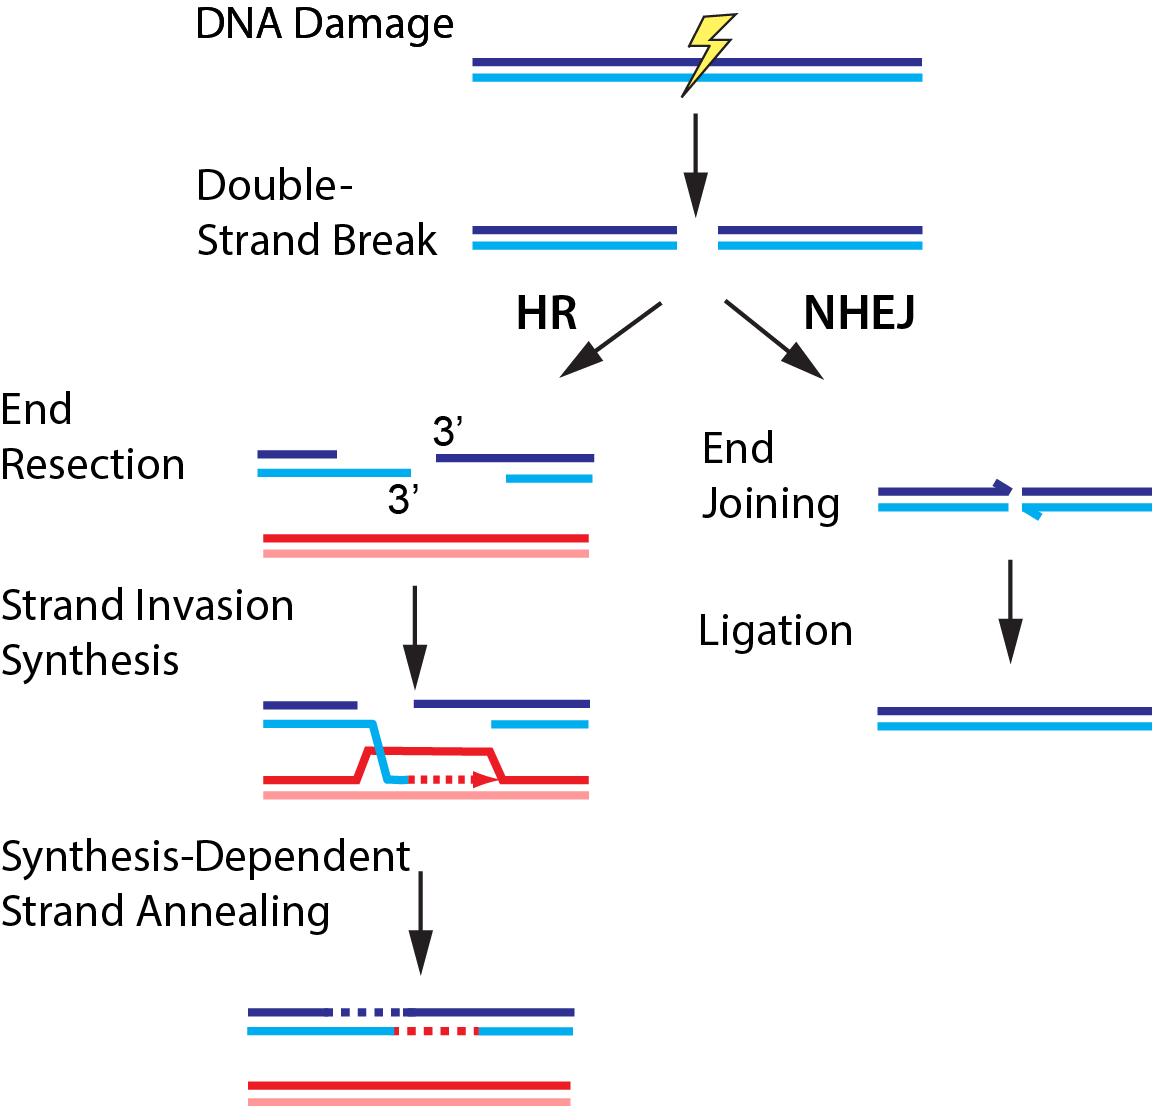 DNA Damage
Double-
Strand Break
HR
NHEJ
End
Resection
3’
3’
End
Joining
Strand Invasion
Synthesis
Ligation
Synthesis-Dependent
Strand Annealing